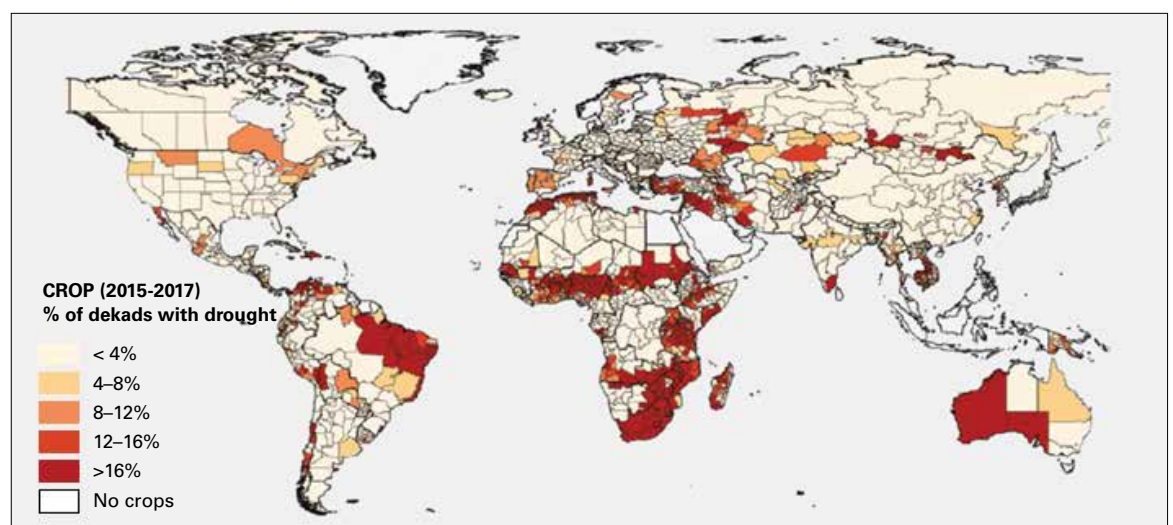 CROP (2015-2017)
% of dekads with drought
< 4%
4–8%
8–12%
12–16%
>16%
No crops